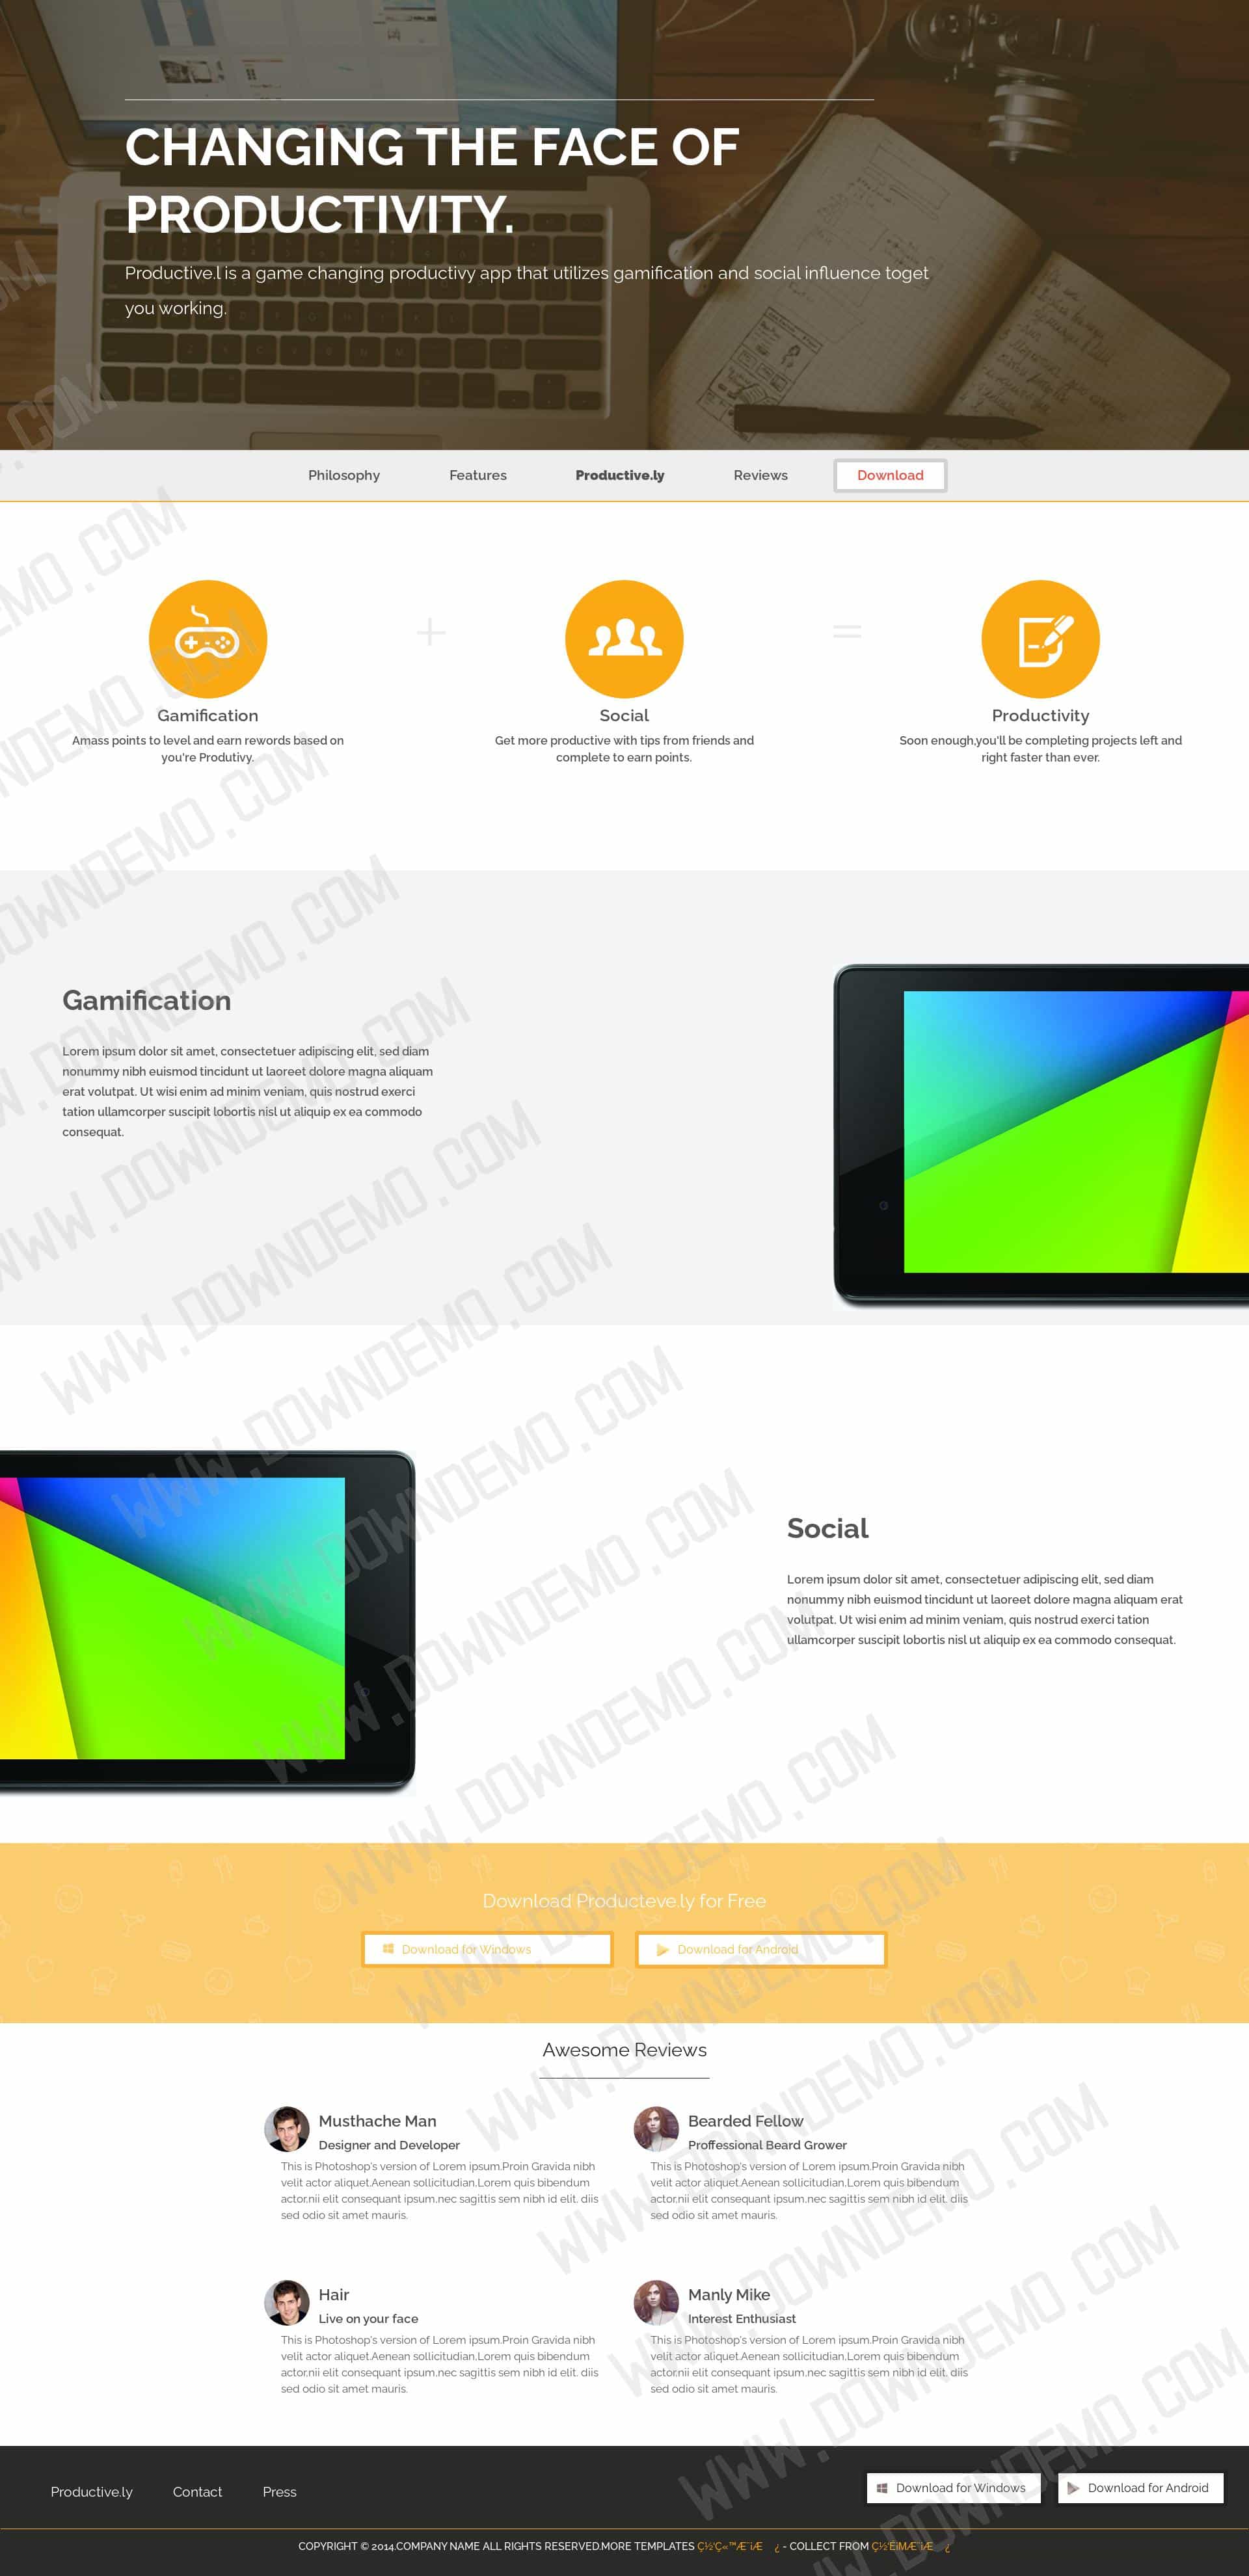 CHANGING THE FACE OF
PRODUCTIVITY.
Productive.l is a game changing productivy app that utilizes gamification and social influence toget
you working.
Philosophy
Features
Productive.ly
Reviews
Download
Gamification
Amass points to level and earn rewords based on
you're Produtivy.
+
Social
Get more productive with tips from friends and
complete to earn points.
=
Productivity
Soon enough,you'll be completing projects left and
right faster than ever.
Gamification
Lorem ipsum dolor sit amet, consectetuer adipiscing elit, sed diam
nonummy nibh euismod tincidunt ut laoreet dolore magna aliquam
erat volutpat. Ut wisi enim ad minim veniam, quis nostrud exerci
tation ullamcorper suscipit lobortis nisl ut aliquip ex ea commodo
consequat.
Social
Lorem ipsum dolor sit amet, consectetuer adipiscing elit, sed diam
nonummy nibh euismod tincidunt ut laoreet dolore magna aliquam erat
volutpat. Ut wisi enim ad minim veniam, quis nostrud exerci tation
ullamcorper suscipit lobortis nisl ut aliquip ex ea commodo consequat.
Download Producteve.ly for Free
Download for Windows
Download for Android
Awesome Reviews
Musthache Man
Designer and Developer
This is Photoshop's version of Lorem ipsum.Proin Gravida nibh
velit actor aliquet.Aenean sollicitudian,Lorem quis bibendum
actor,nii elit consequant ipsum,nec sagittis sem nibh id elit. diis
sed odio sit amet mauris.
Bearded Fellow
Proffessional Beard Grower
This is Photoshop's version of Lorem ipsum.Proin Gravida nibh
velit actor aliquet.Aenean sollicitudian,Lorem quis bibendum
actor,nii elit consequant ipsum,nec sagittis sem nibh id elit. diis
sed odio sit amet mauris.
Hair
Live on your face
This is Photoshop's version of Lorem ipsum.Proin Gravida nibh
velit actor aliquet.Aenean sollicitudian,Lorem quis bibendum
actor,nii elit consequant ipsum,nec sagittis sem nibh id elit. diis
sed odio sit amet mauris.
Manly Mike
Interest Enthusiast
This is Photoshop's version of Lorem ipsum.Proin Gravida nibh
velit actor aliquet.Aenean sollicitudian,Lorem quis bibendum
actor,nii elit consequant ipsum,nec sagittis sem nibh id elit. diis
sed odio sit amet mauris.
Productive.ly
Contact
Press
Download for Windows
Download for Android
COPYRIGHT © 2014.COMPANY NAME ALL RIGHTS RESERVED.MORE TEMPLATES - COLLECT FROM
WWW.DOWNDEMO.COM